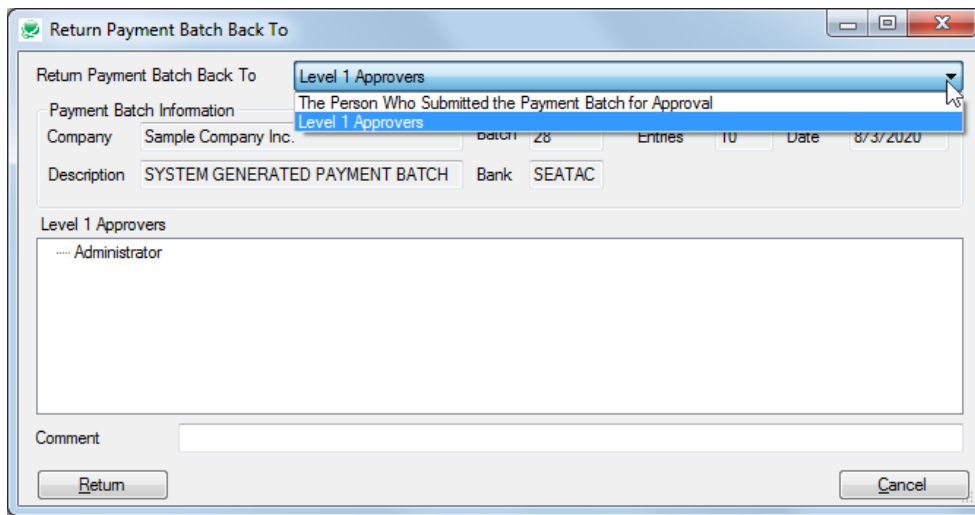 Return Payment Batch Back To
Return Payment Batch Back To Level 1 Approvers
The Person Who Submitted the Payment Batch for Approval
Level 1 Approvers
Payment Batch Information
Company Sample Company Inc. Batch 28 Entries 10 Date 8/3/2020
Description SYSTEM GENERATED PAYMENT BATCH Bank SEATAC
Level 1 Approvers
Administrator
Comment
Return Cancel